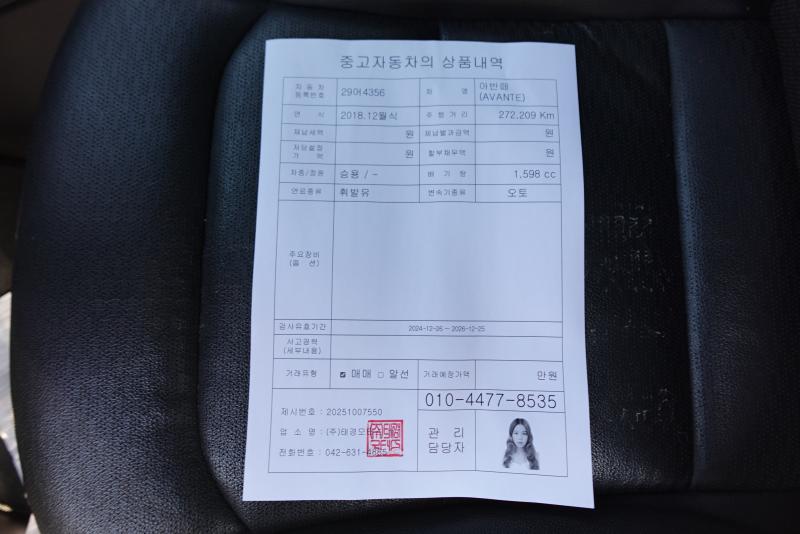 중고자동차의 상품내역
자 동 차
등록번호
29어4356
차 명
아반떼
(AVANTE)
연 식
2018.12월식
주 행 거 리
272,209 Km
체납세액
원
체납벌과금액
원
저당설정
가 액
원
할부채무액
원
차종/정원
승용 / -
배 기 량
1,598 cc
연료종류
휘발유
변속기종류
오토
주요장비
(옵 션)
검사유효기간
2024-12-26 ~ 2026-12-25
사고경력
(세부내용)
거래유형
☑ 매매 □ 알선
거래예정가액
만원
010-4477-8535
제시번호 : 20251007550
업 소 명 : (주)태경모
전화번호 : 042-631-
관 리
담당자